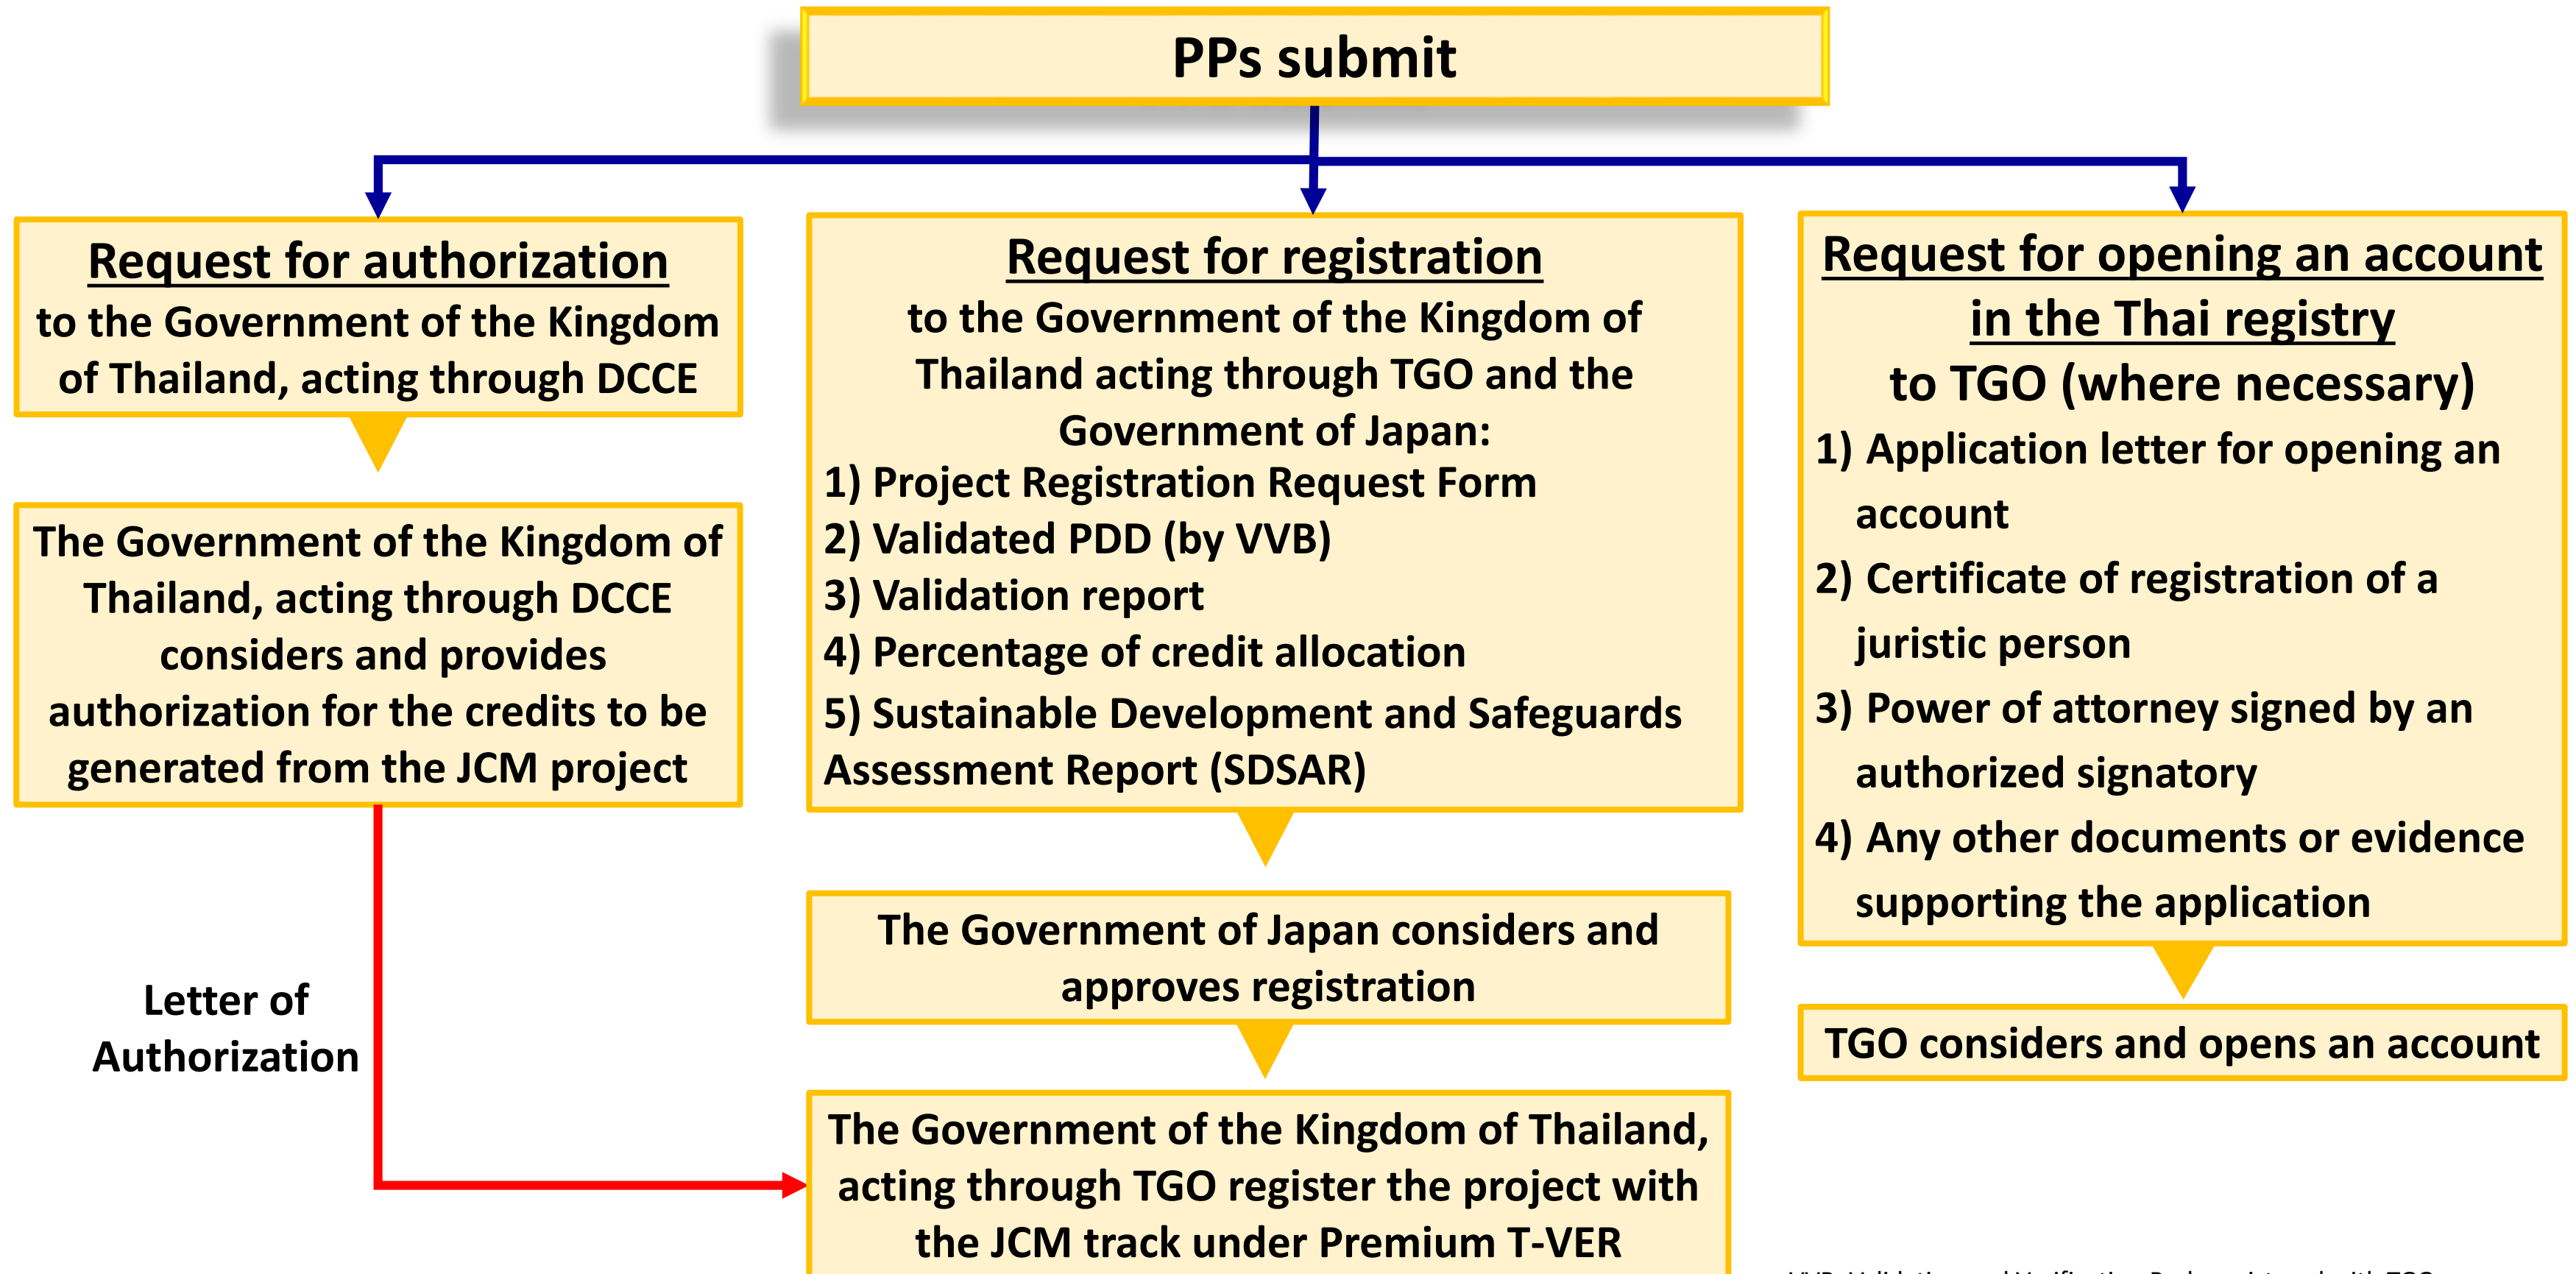 PPs submit
Request for authorization
to the Government of the Kingdom
of Thailand, acting through DCCE
The Government of the Kingdom of
Thailand, acting through DCCE
considers and provides
authorization for the credits to be
generated from the JCM project
Letter of
Authorization
Request for registration
to the Government of the Kingdom of
Thailand acting through TGO and the
Government of Japan:
1) Project Registration Request Form
2) Validated PDD (by VVB)
3) Validation report
4) Percentage of credit allocation
5) Sustainable Development and Safeguards
Assessment Report (SDSAR)
The Government of Japan considers and
approves registration
The Government of the Kingdom of Thailand,
acting through TGO register the project with
the JCM track under Premium T-VER
Request for opening an account
in the Thai registry
to TGO (where necessary)
1) Application letter for opening an
account
2) Certificate of registration of a
juristic person
3) Power of attorney signed by an
authorized signatory
4) Any other documents or evidence
supporting the application
TGO considers and opens an account